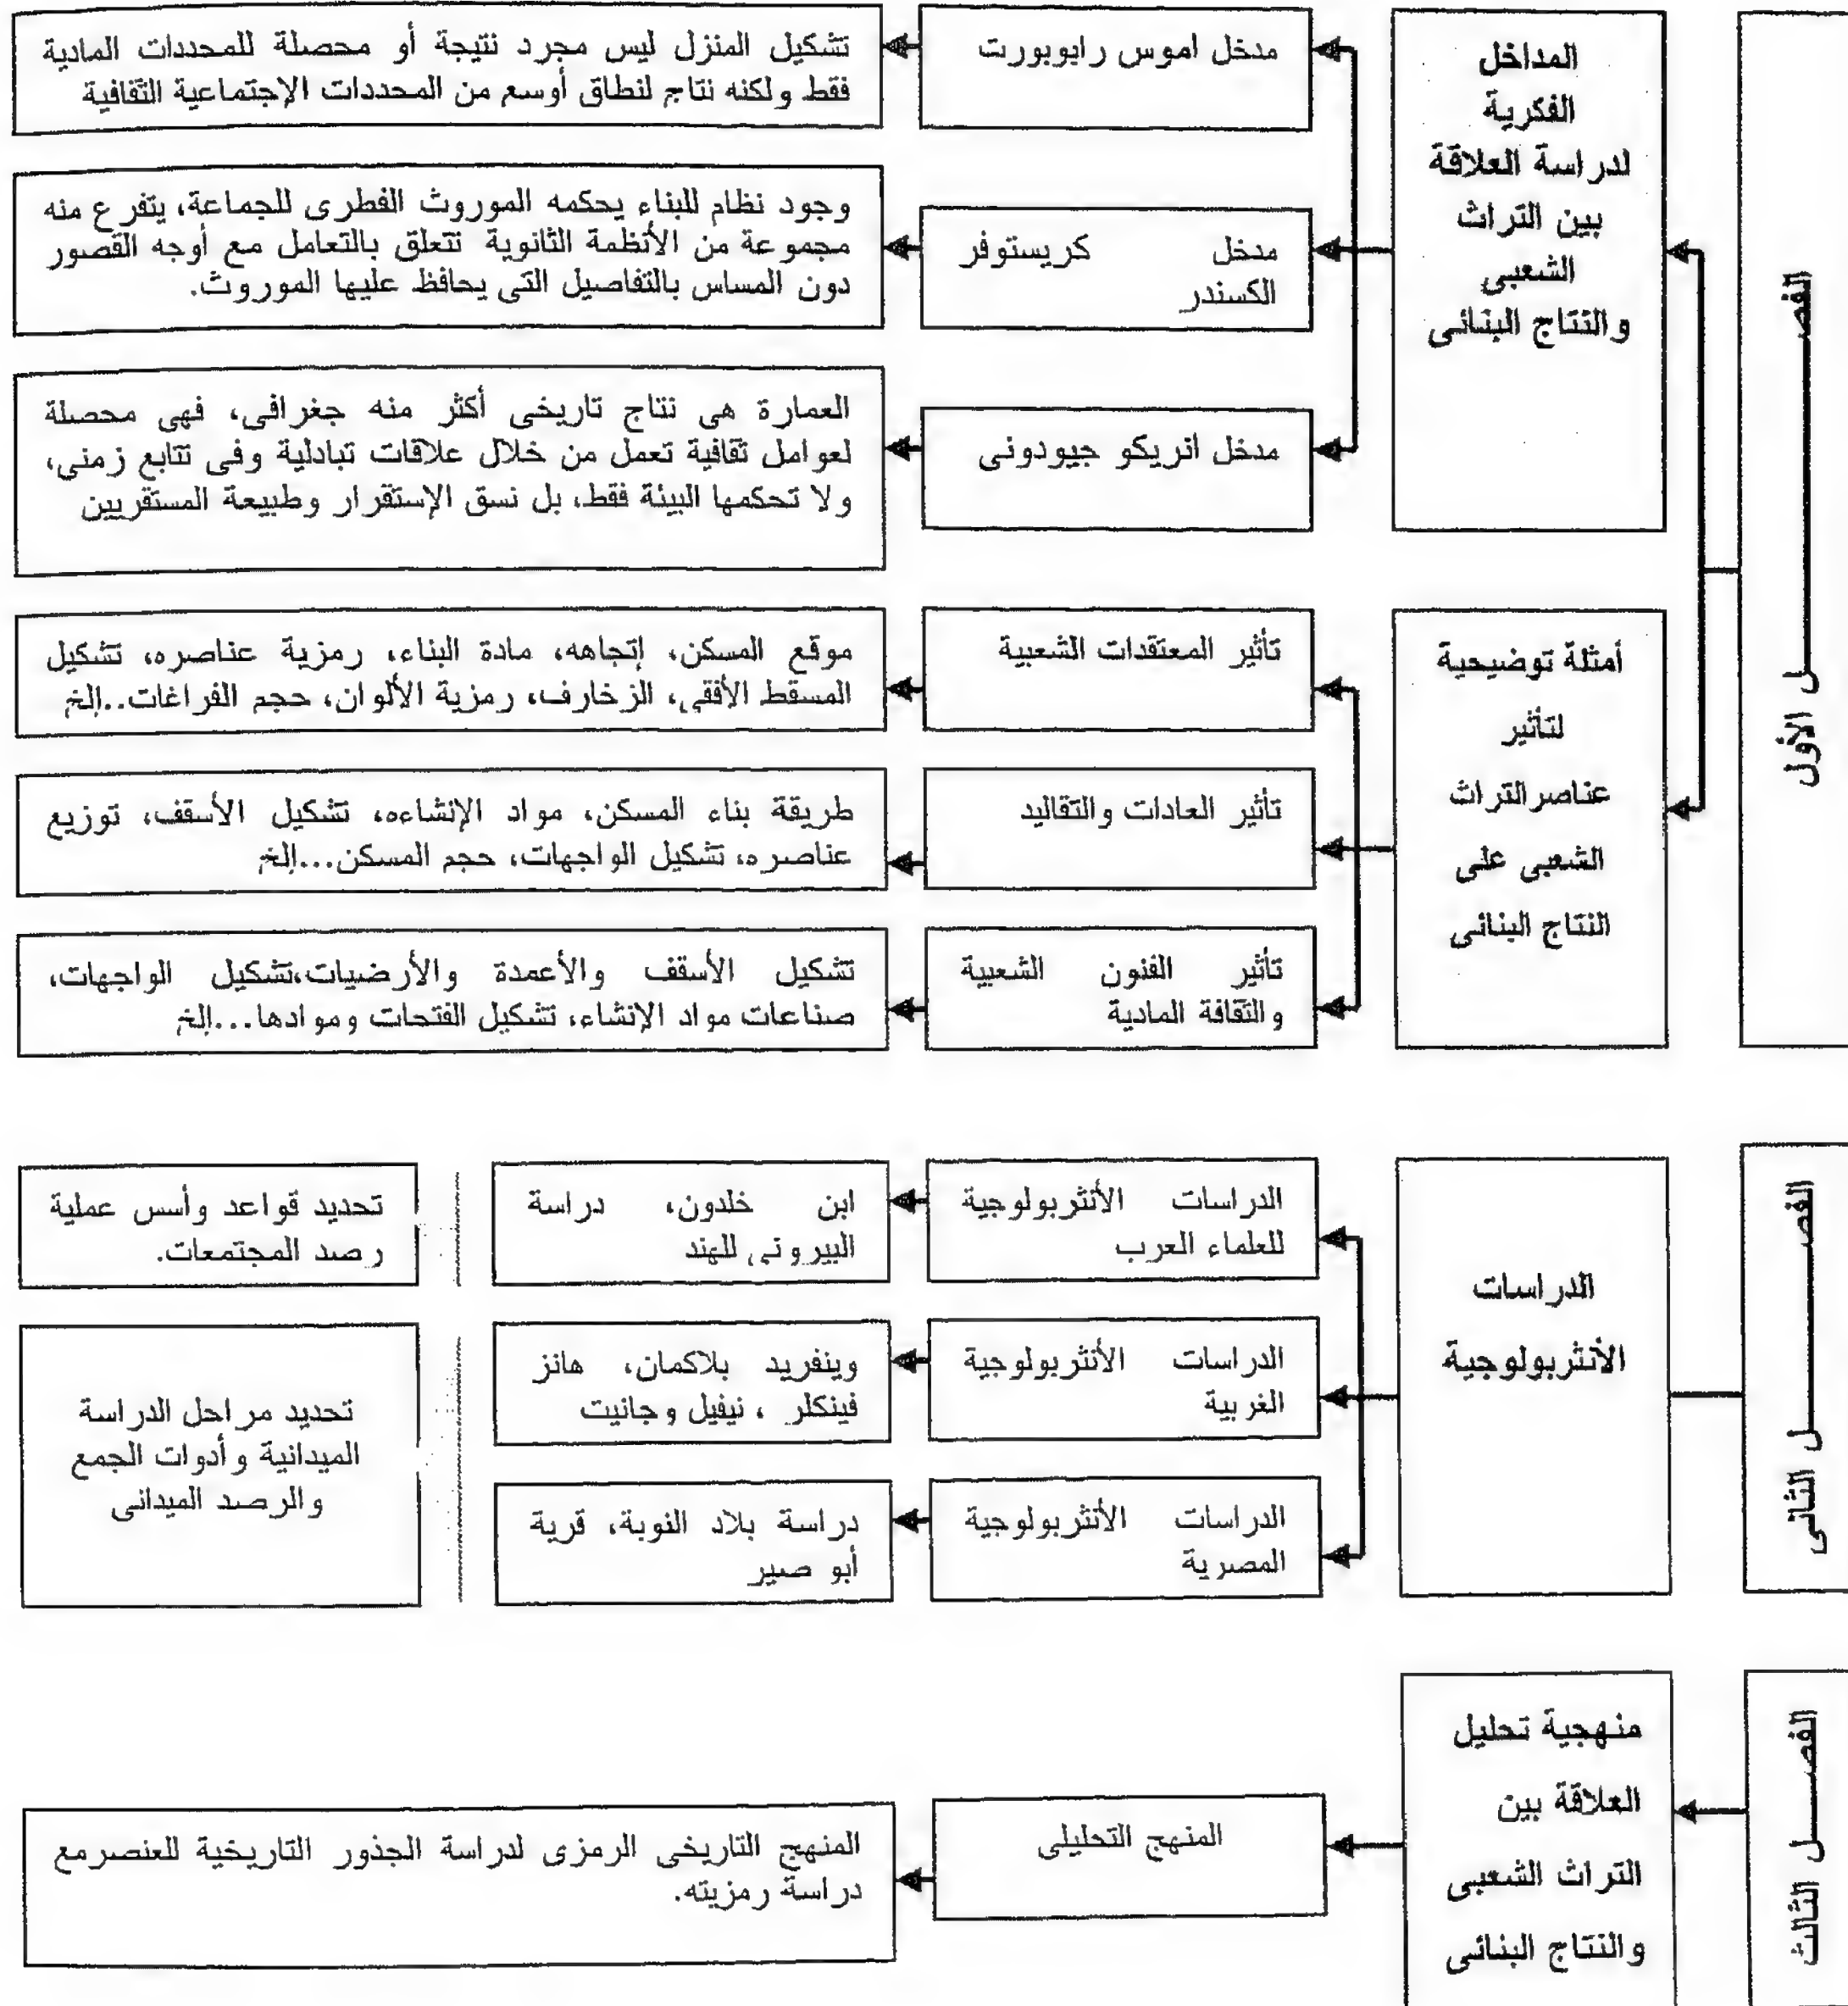 الفصـــــــــل الأول
المداخل
الفكرية
لدراسة العلاقة
بين التراث
الشعبى
والنتاج البنائى
مدخل اموس رابوبورت
تشكيل المنزل ليس مجرد نتيجة أو محصلة للمحددات المادية
فقط ولكنه نتاج لنطاق أوسع من المحددات الإجتماعية الثقافية
مدخل كريستوفر
الكسندر
وجود نظام للبناء يحكمه الموروث الفطرى للجماعة، يتفرع منه
مجموعة من الأنظمة الثانوية تتعلق بالتعامل مع أوجه القصور
دون المساس بالتفاصيل التى يحافظ عليها الموروث.
مدخل انريكو جيودونى
العمارة هى نتاج تاريخى أكثر منه جغرافى، فهى محصلة
لعوامل ثقافية تعمل من خلال علاقات تبادلية وفى تتابع زمنى،
ولا تحكمها البيئة فقط، بل نسق الإستقرار وطبيعة المستقريين
أمثلة توضيحية
لتأثير
عناصرالتراث
الشعبى على
النتاج البنائى
تأثير المعتقدات الشعبية
موقع المسكن، إتجاهه، مادة البناء، رمزية عناصره، تشكيل
المسقط الأفقى، الزخارف، رمزية الألوان، حجم الفراغات..إلخ
تأثير العادات والتقاليد
طريقة بناء المسكن، مواد الإنشاءه، تشكيل الأسقف، توزيع
عناصره، تشكيل الواجهات، حجم المسكن...إلخ
تأثير الفنون الشعبية
والثقافة المادية
تشكيل الأسقف والأعمدة والأرضيات،تشكيل الواجهات،
صناعات مواد الإنشاء، تشكيل الفتحات وموادها...إلخ
الفصـــــــــل الثانى
الدراسات
الأنثربولوجية
الدراسات الأنثربولوجية
للعلماء العرب
ابن خلدون، دراسة
البيرونى للهند
تحديد قواعد وأسس عملية
رصد المجتمعات.
الدراسات الأنثربولوجية
الغربية
وينفريد بلاكمان، هانز
فينكلر ، نيفيل وجانيت
تحديد مراحل الدراسة
الميدانية وأدوات الجمع
والرصد الميدانى
الدراسات الأنثربولوجية
المصرية
دراسة بلاد النوبة، قرية
أبو صير
الفصـــــل الثالث
منهجية تحليل
العلاقة بين
التراث الشعبى
والنتاج البنائى
المنهج التحليلى
المنهج التاريخى الرمزى لدراسة الجذور التاريخية للعنصرمع
دراسة رمزيته.